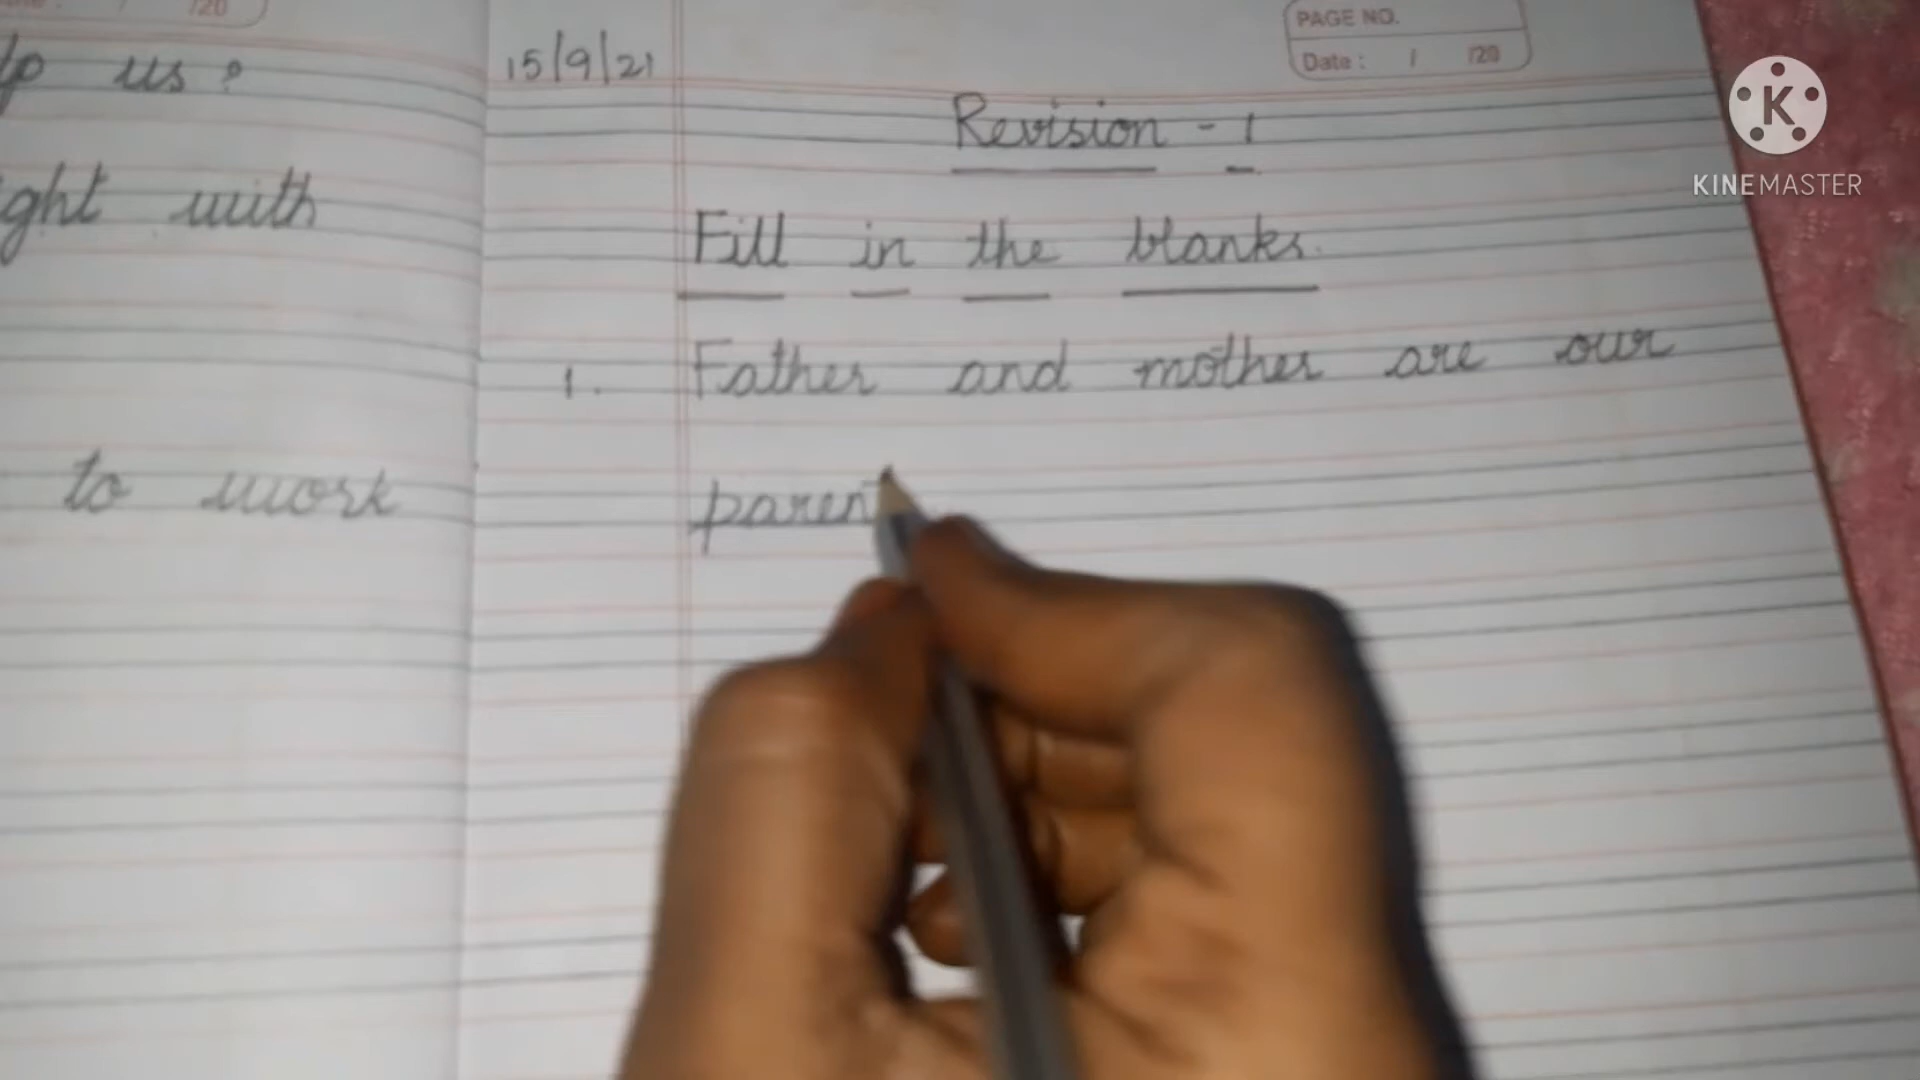 /20
us?
with
to work
15/9/21
PAGE NO.
Date: / /20
Revision - 1
Fill in the blanks.
1. Father and mother are our
paren
K
KINEMASTER